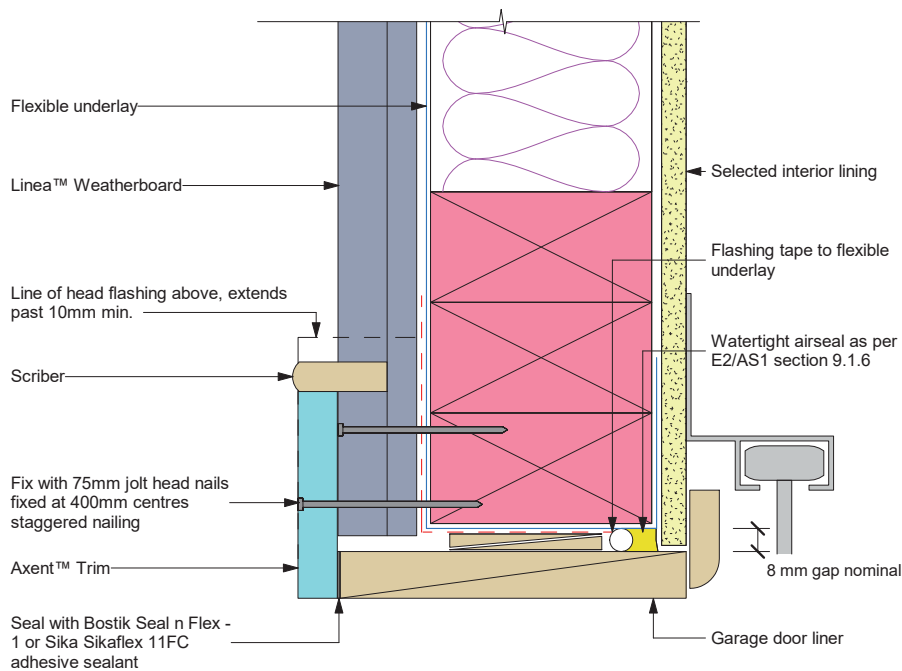 Flexible underlay
Linea™ Weatherboard
Line of head flashing above, extends
past 10mm min.
Scriber
Fix with 75mm jolt head nails
fixed at 400mm centres
staggered nailing
Axent™ Trim
Seal with Bostik Seal n Flex -
1 or Sika Sikaflex 11FC
adhesive sealant
Selected interior lining
Flashing tape to flexible
underlay
Watertight airseal as per
E2/AS1 section 9.1.6
8 mm gap nominal
Garage door liner